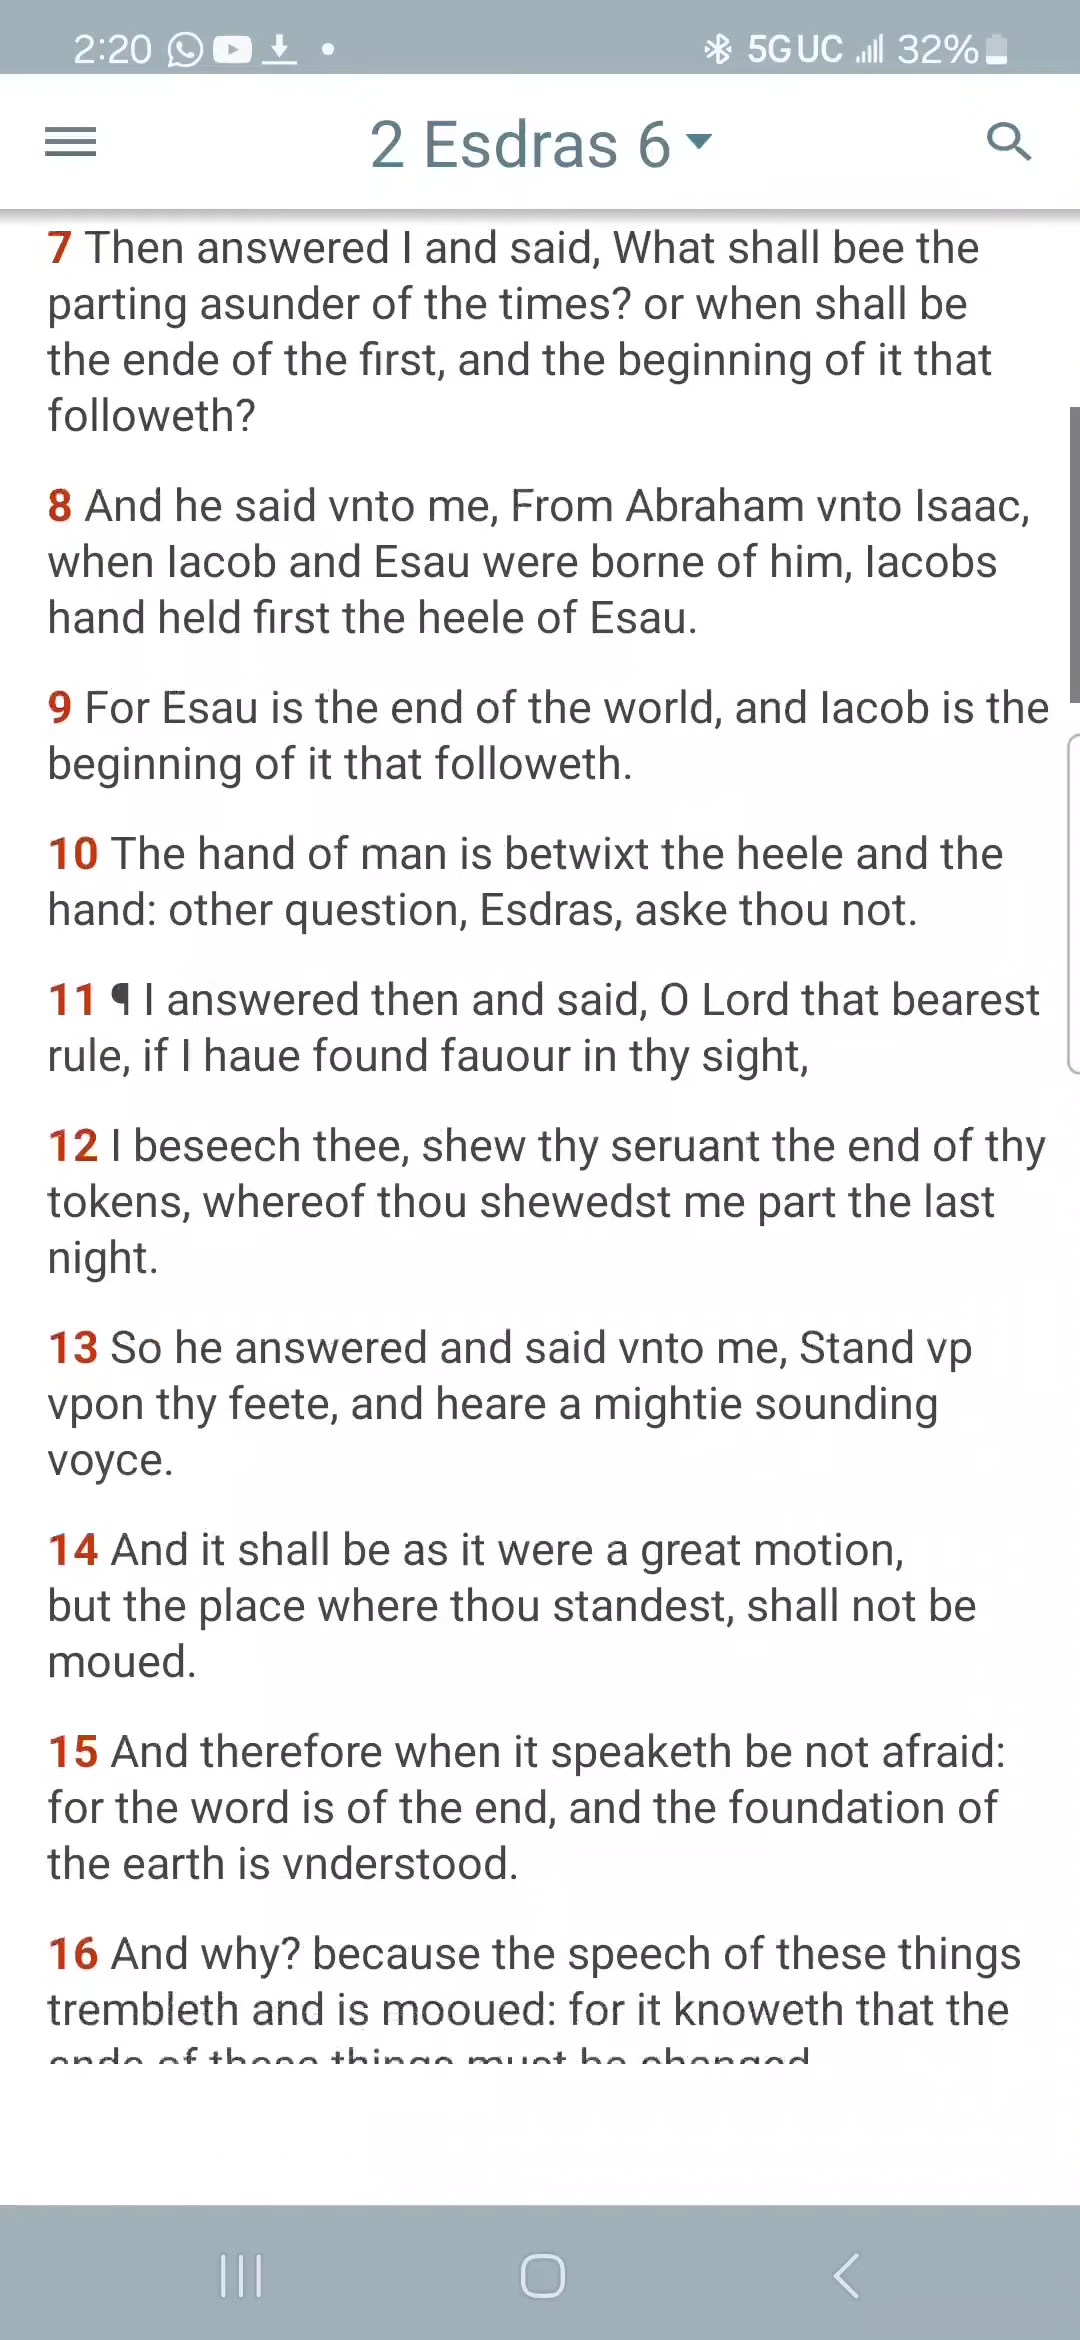 2:20
5G UC 32%
2 Esdras 6
7 Then answered I and said, What shall bee the
parting asunder of the times? or when shall be
the ende of the first, and the beginning of it that
followeth?
8 And he said vnto me, From Abraham vnto Isaac,
when Iacob and Esau were borne of him, Iacobs
hand held first the heele of Esau.
9 For Esau is the end of the world, and Iacob is the
beginning of it that followeth.
10 The hand of man is betwixt the heele and the
hand: other question, Esdras, aske thou not.
11 ¶ I answered then and said, O Lord that bearest
rule, if I haue found fauour in thy sight,
12 I beseech thee, shew thy seruant the end of thy
tokens, whereof thou shewedst me part the last
night.
13 So he answered and said vnto me, Stand vp
vpon thy feete, and heare a mightie sounding
voyce.
14 And it shall be as it were a great motion,
but the place where thou standest, shall not be
moued.
15 And therefore when it speaketh be not afraid:
for the word is of the end, and the foundation of
the earth is vnderstood.
16 And why? because the speech of these things
trembleth and is mooued: for it knoweth that the
ende of these things must be changed